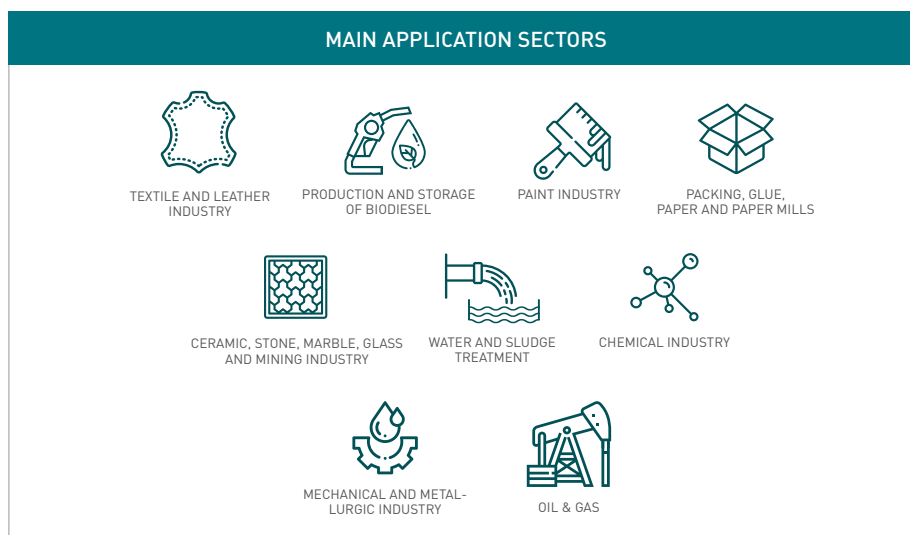 MAIN APPLICATION SECTORS
TEXTILE AND LEATHER
INDUSTRY
PRODUCTION AND STORAGE
OF BIODIESEL
PAINT INDUSTRY
PACKING, GLUE,
PAPER AND PAPER MILLS
CERAMIC, STONE, MARBLE, GLASS
AND MINING INDUSTRY
WATER AND SLUDGE
TREATMENT
CHEMICAL INDUSTRY
MECHANICAL AND METAL-
LURGIC INDUSTRY
OIL & GAS